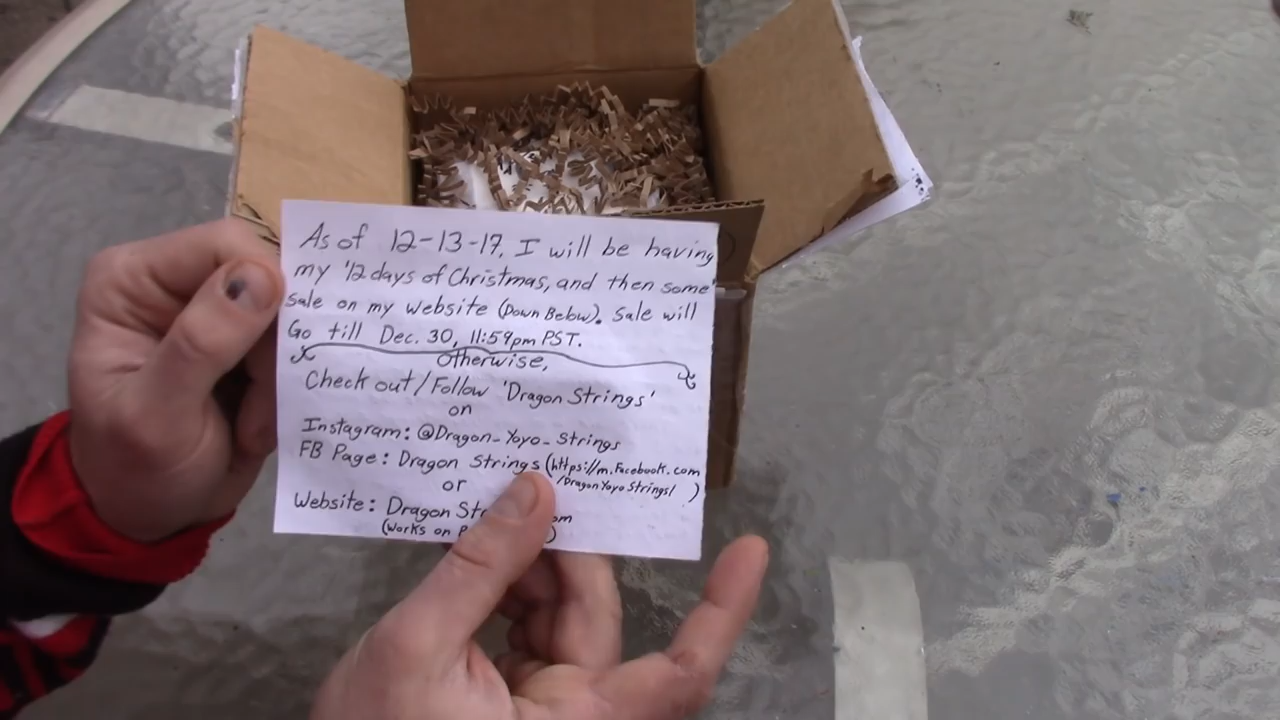 As of 12-13-17, I will be having
my '12 days of Christmas, and then some'
sale on my website (Down Below). Sale will
Go till Dec. 30, 11:59pm PST.
Otherwise,
Check out/Follow 'Dragon Strings'
on
Instagram: @Dragon_Yoyo_Strings
FB Page: Dragon Strings (https://m.facebook.com
/DragonYoyoStrings/)
or
Website: Dragon
(Works on